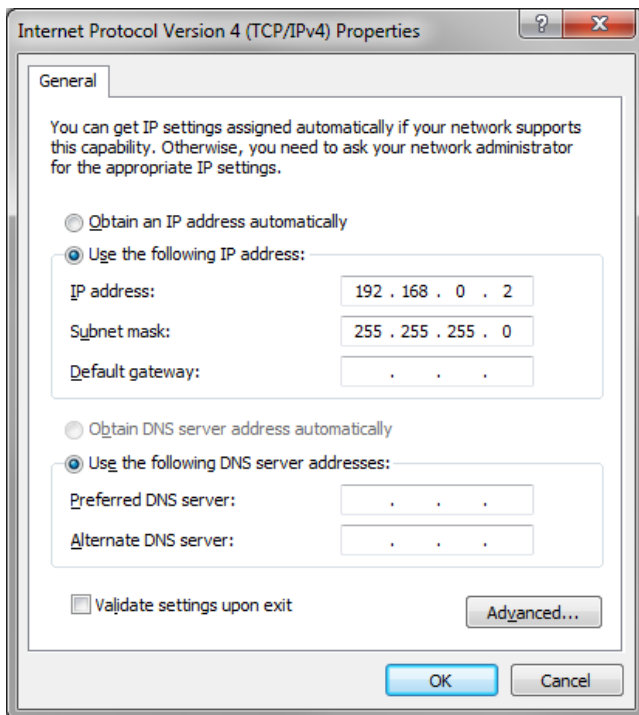 Internet Protocol Version 4 (TCP/IPv4) Properties
General
You can get IP settings assigned automatically if your network supports
this capability. Otherwise, you need to ask your network administrator
for the appropriate IP settings.
Obtain an IP address automatically
Use the following IP address:
IP address: 192 . 168 . 0 . 2
Subnet mask: 255 . 255 . 255 . 0
Default gateway: . . .
Obtain DNS server address automatically
Use the following DNS server addresses:
Preferred DNS server: . . .
Alternate DNS server: . . .
Validate settings upon exit
Advanced...
OK Cancel